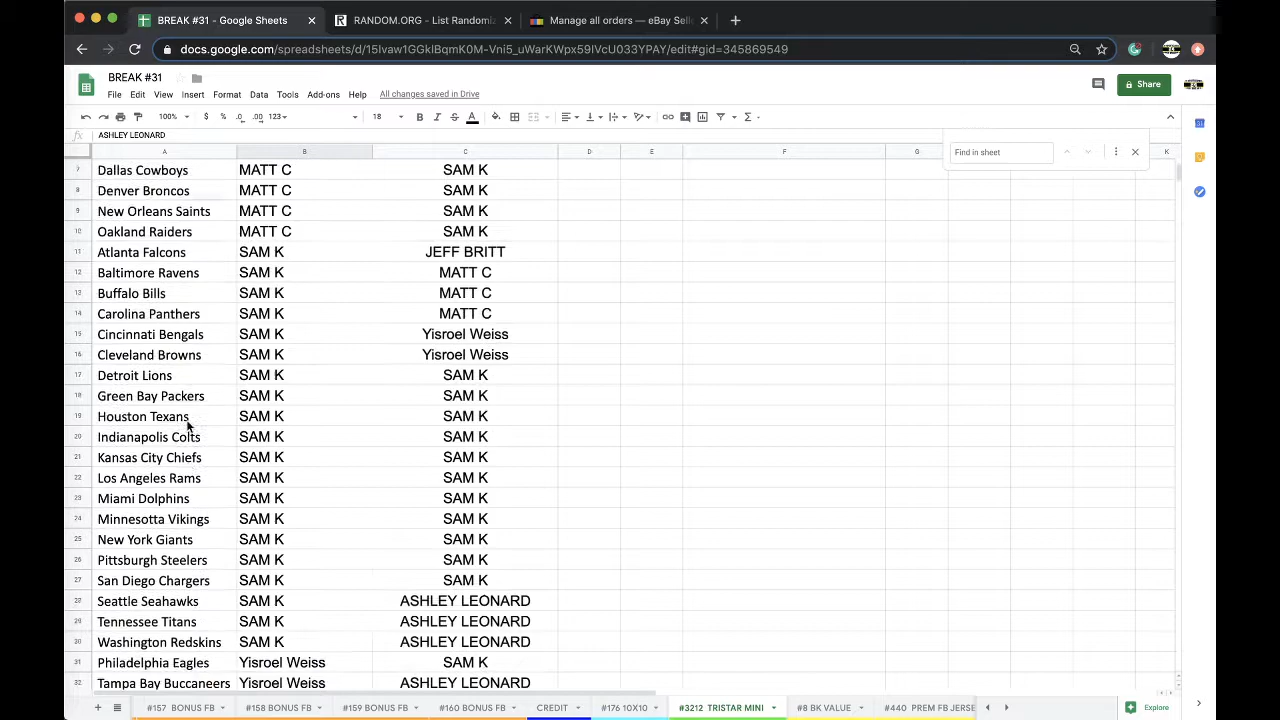 BREAK #31 - Google Sheets
RANDOM.ORG - List Randomiz
Manage all orders — eBay Selle
docs.google.com/spreadsheets/d/15Ivaw1GGklBqmK0M-Vni5_uWarKWpx59IVcU033YPAY/edit#gid=345869549
BREAK #31
File Edit View Insert Format Data Tools Add-ons Help All changes saved in Drive
Share
100% $ % .0 .00 123 18 B I S A
fx ASHLEY LEONARD
Find in sheet
A B C D E F G K
7 Dallas Cowboys MATT C SAM K
8 Denver Broncos MATT C SAM K
9 New Orleans Saints MATT C SAM K
10 Oakland Raiders MATT C SAM K
11 Atlanta Falcons SAM K JEFF BRITT
12 Baltimore Ravens SAM K MATT C
13 Buffalo Bills SAM K MATT C
14 Carolina Panthers SAM K MATT C
15 Cincinnati Bengals SAM K Yisroel Weiss
16 Cleveland Browns SAM K Yisroel Weiss
17 Detroit Lions SAM K SAM K
18 Green Bay Packers SAM K SAM K
19 Houston Texans SAM K SAM K
20 Indianapolis Colts SAM K SAM K
21 Kansas City Chiefs SAM K SAM K
22 Los Angeles Rams SAM K SAM K
23 Miami Dolphins SAM K SAM K
24 Minnesotta Vikings SAM K SAM K
25 New York Giants SAM K SAM K
26 Pittsburgh Steelers SAM K SAM K
27 San Diego Chargers SAM K SAM K
28 Seattle Seahawks SAM K ASHLEY LEONARD
29 Tennessee Titans SAM K ASHLEY LEONARD
30 Washington Redskins SAM K ASHLEY LEONARD
31 Philadelphia Eagles Yisroel Weiss SAM K
32 Tampa Bay Buccaneers Yisroel Weiss ASHLEY LEONARD
#157 BONUS FB #158 BONUS FB #159 BONUS FB #160 BONUS FB CREDIT #176 10X10 #3212 TRISTAR MINI #8 BK VALUE #440 PREM FB JERSE Explore